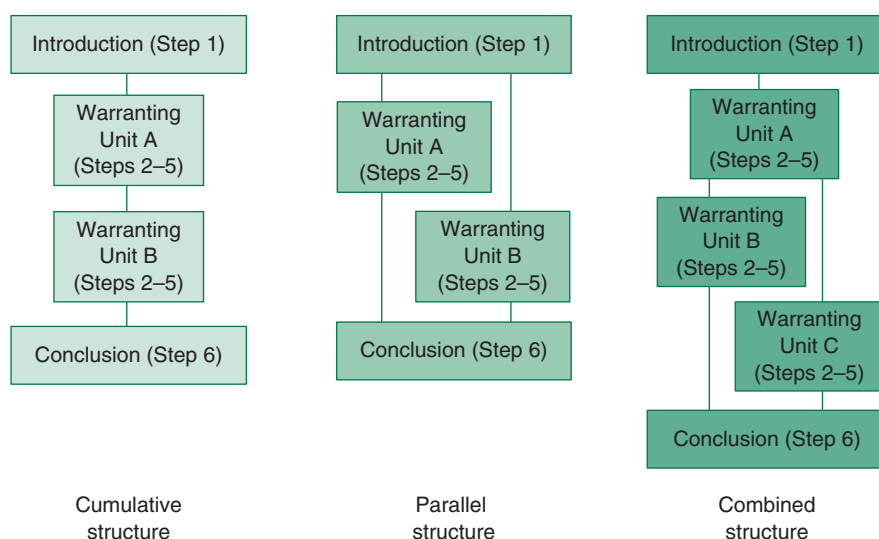 Introduction (Step 1)
Warranting
Unit A
(Steps 2–5)
Warranting
Unit B
(Steps 2–5)
Conclusion (Step 6)
Cumulative
structure
Introduction (Step 1)
Warranting
Unit A
(Steps 2–5)
Warranting
Unit B
(Steps 2–5)
Conclusion (Step 6)
Parallel
structure
Introduction (Step 1)
Warranting
Unit A
(Steps 2–5)
Warranting
Unit B
(Steps 2–5)
Warranting
Unit C
(Steps 2–5)
Conclusion (Step 6)
Combined
structure